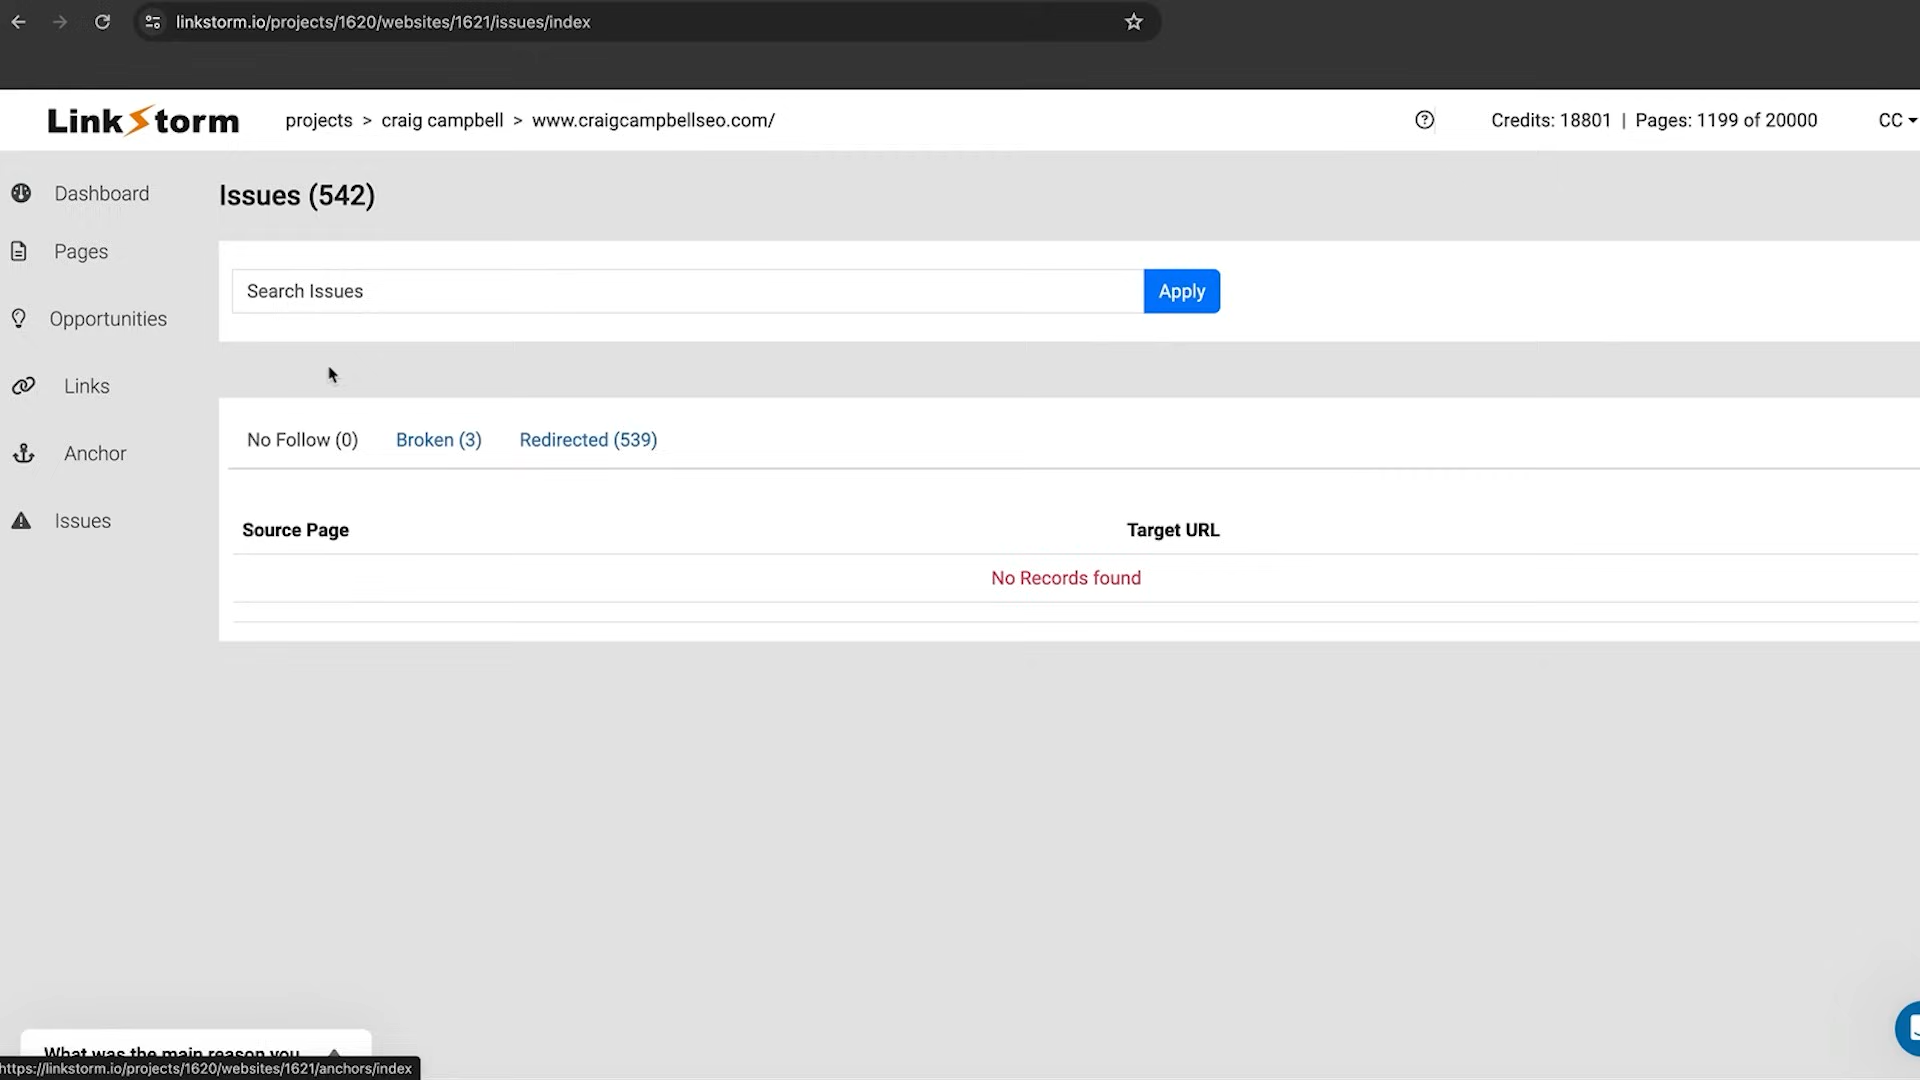 linkstorm.io/projects/1620/websites/1621/issues/index
LinkStorm
projects > craig campbell > www.craigcampbellseo.com/
Credits: 18801 | Pages: 1199 of 20000
CC
Dashboard
Issues (542)
Pages
Search Issues
Apply
Opportunities
Links
No Follow (0)
Broken (3)
Redirected (539)
Anchor
Issues
Source Page
Target URL
No Records found
What was the main reason you
https://linkstorm.io/projects/1620/websites/1621/anchors/index